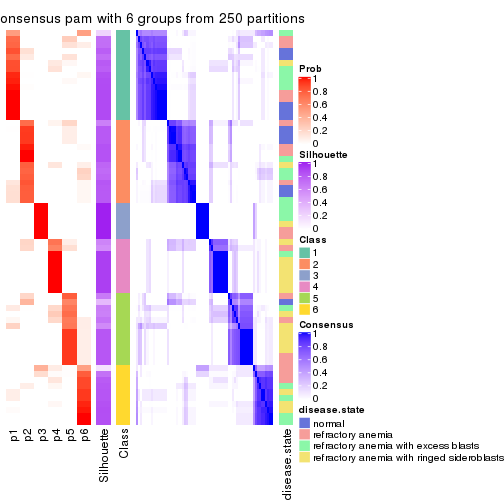 onsensus pam with 6 groups from 250 partitions
Prob
1
0.8
0.6
0.4
0.2
0
Silhouette
1
0.8
0.6
0.4
0.2
0
Class
1
2
3
4
5
6
Consensus
1
0.8
0.6
0.4
0.2
0
disease.state
normal
refractory anemia
refractory anemia with excess blasts
refractory anemia with ringed sideroblasts
p1
p2
p3
p4
p5
p6
Silhouette
Class
disease.state